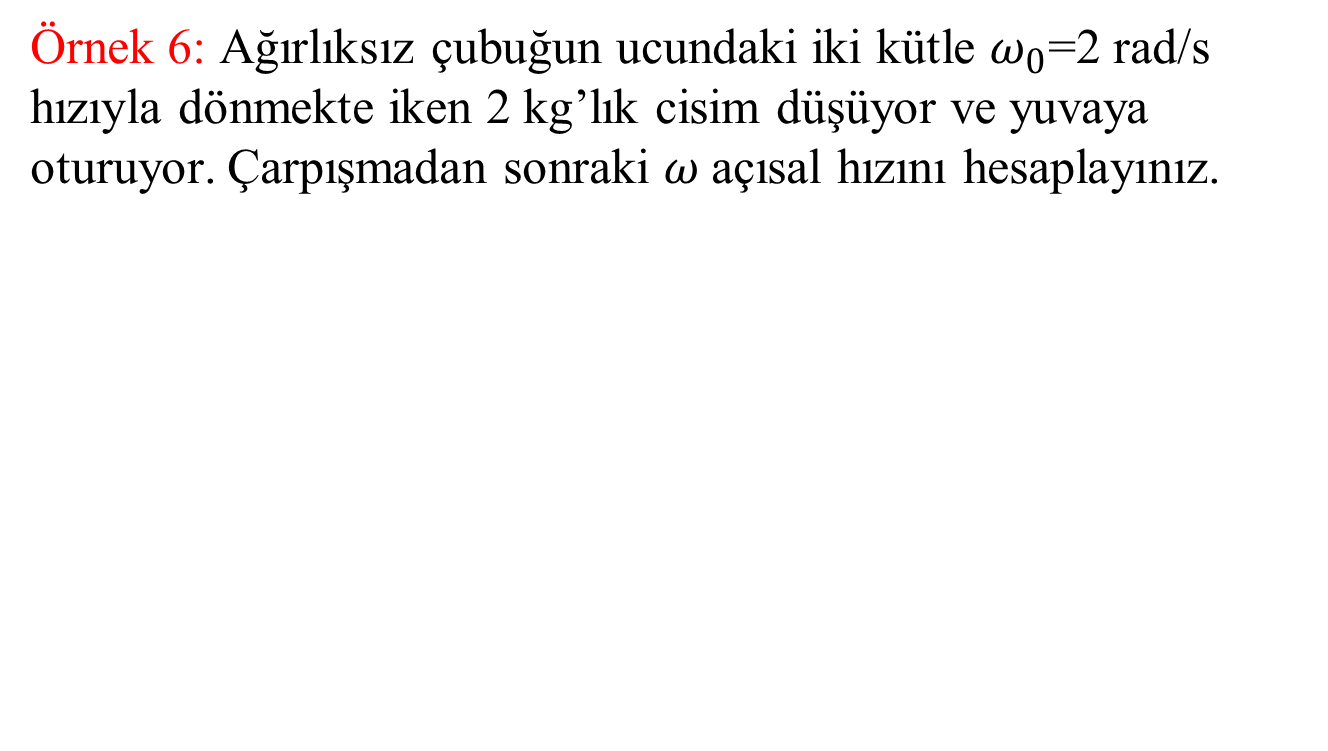 Örnek 6: Ağırlıksız çubuğun ucundaki iki kütle ω₀=2 rad/s
hızıyla dönmekte iken 2 kg’lık cisim düşüyor ve yuvaya
oturuyor. Çarpışmadan sonraki ω açısal hızını hesaplayınız.